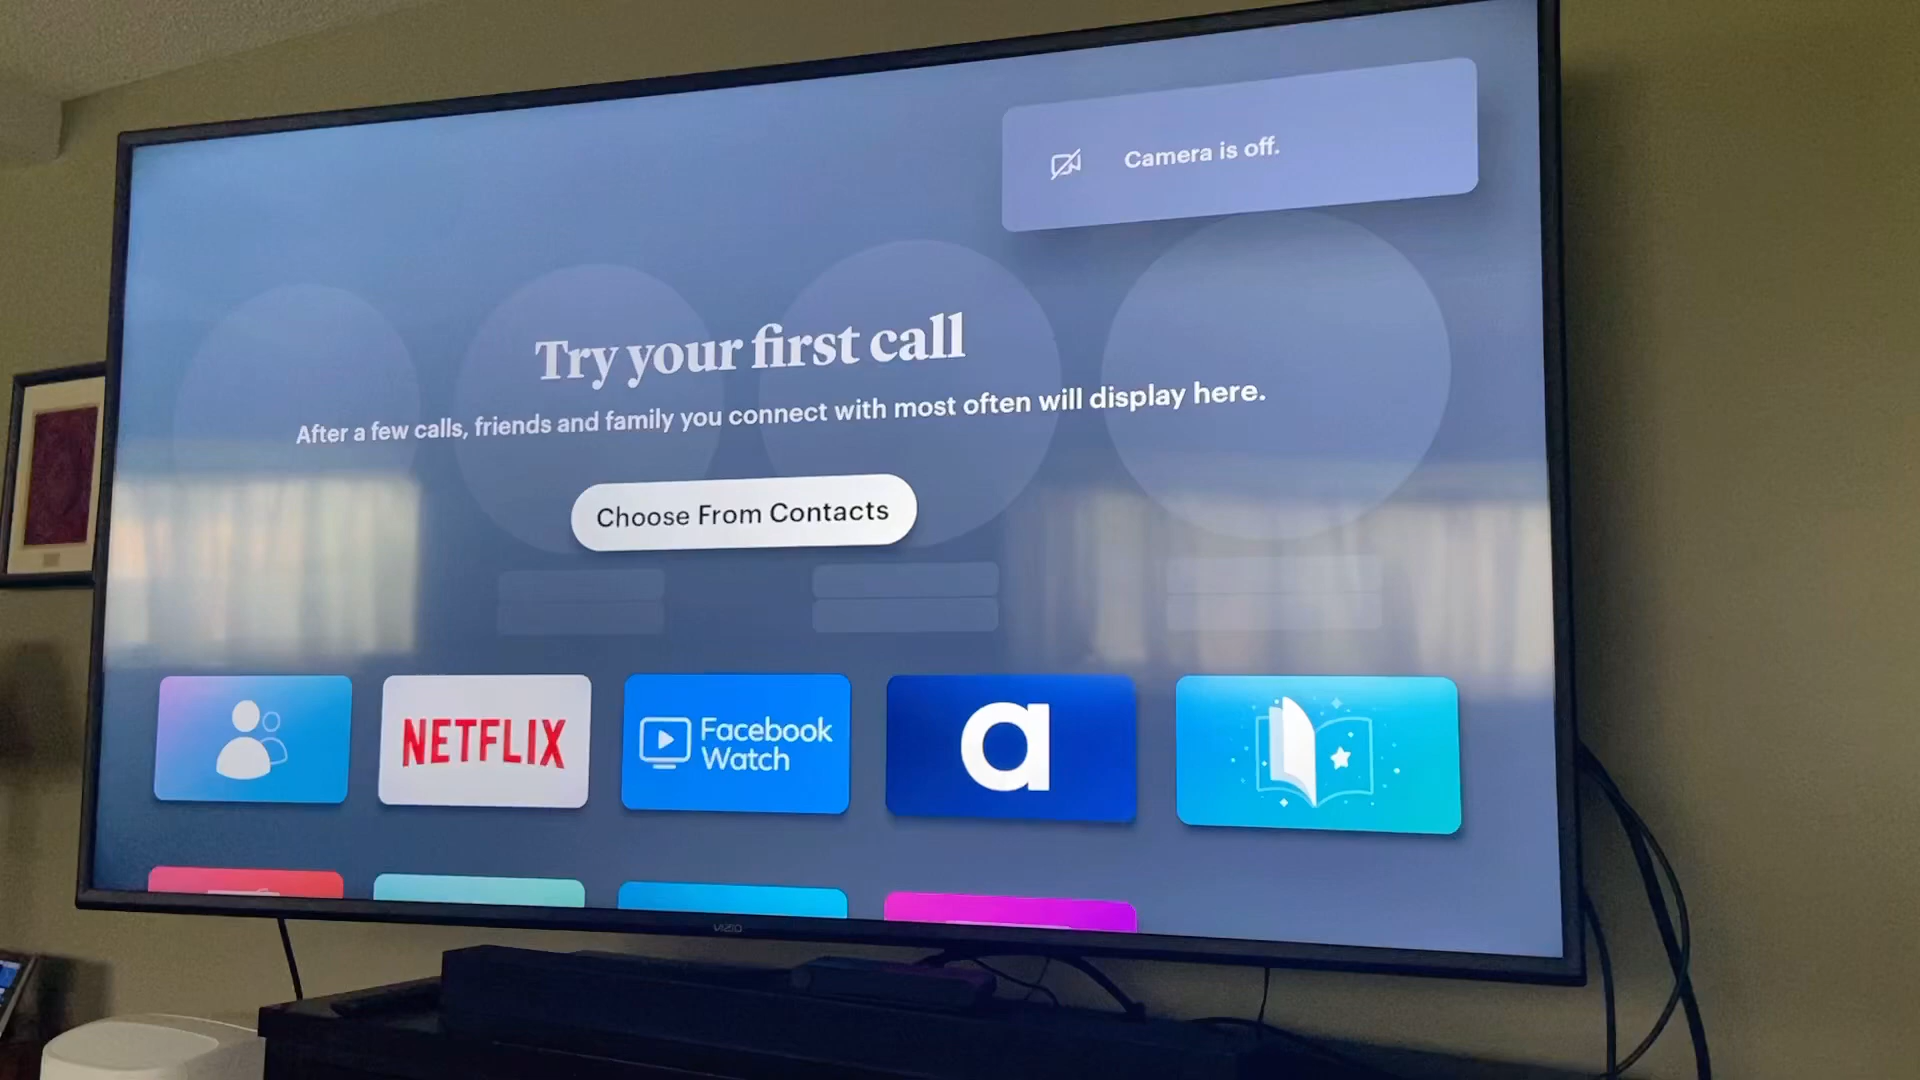 Camera is off.
Try your first call
After a few calls, friends and family you connect with most often will display here.
Choose From Contacts
NETFLIX
Facebook
Watch
a
VIZIO